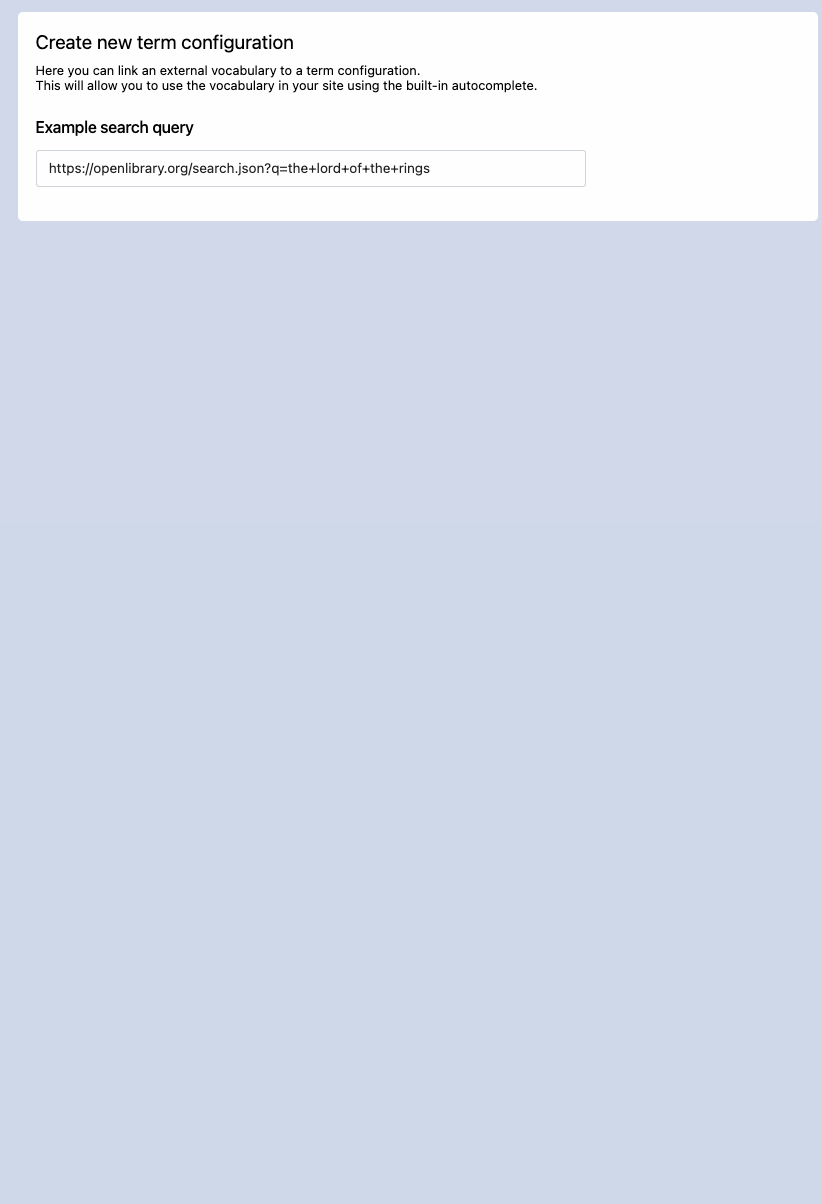 Create new term configuration
Here you can link an external vocabulary to a term configuration.
This will allow you to use the vocabulary in your site using the built-in autocomplete.
Example search query
https://openlibrary.org/search.json?q=the+lord+of+the+rings